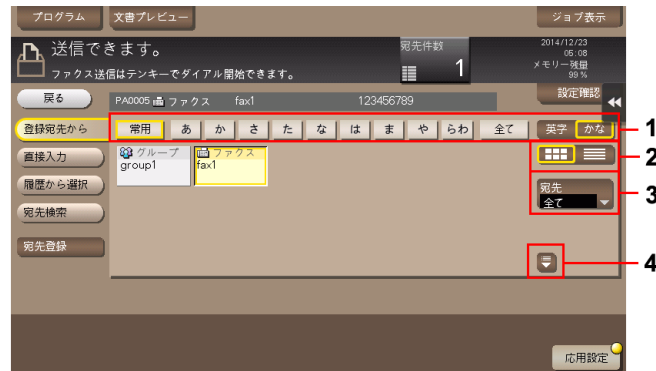 プログラム
文書プレビュー
ジョブ表示
送信できます。
ファクス送信はテンキーでダイアル開始できます。
宛先件数
1
2014/12/23
05:08
メモリー残量
99 %
戻る
PA0005 ファクス fax1 123456789
設定確認
登録宛先から
常用 あ か さ た な は ま や らわ 全て 英字 かな
1
直接入力
グループ
group1
ファクス
fax1
2
履歴から選択
宛先
全て
3
宛先検索
宛先登録
4
応用設定